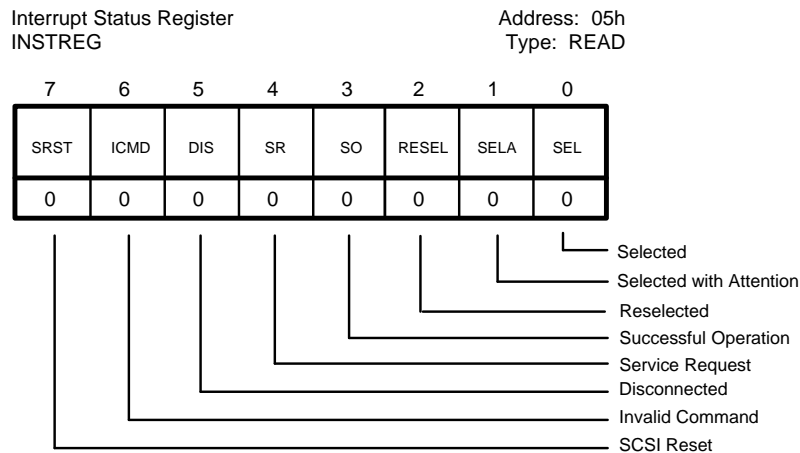 Interrupt Status Register Address: 05h
INSTREG Type: READ
7 6 5 4 3 2 1 0
SRST ICMD DIS SR SO RESEL SELA SEL
0 0 0 0 0 0 0 0
Selected
Selected with Attention
Reselected
Successful Operation
Service Request
Disconnected
Invalid Command
SCSI Reset